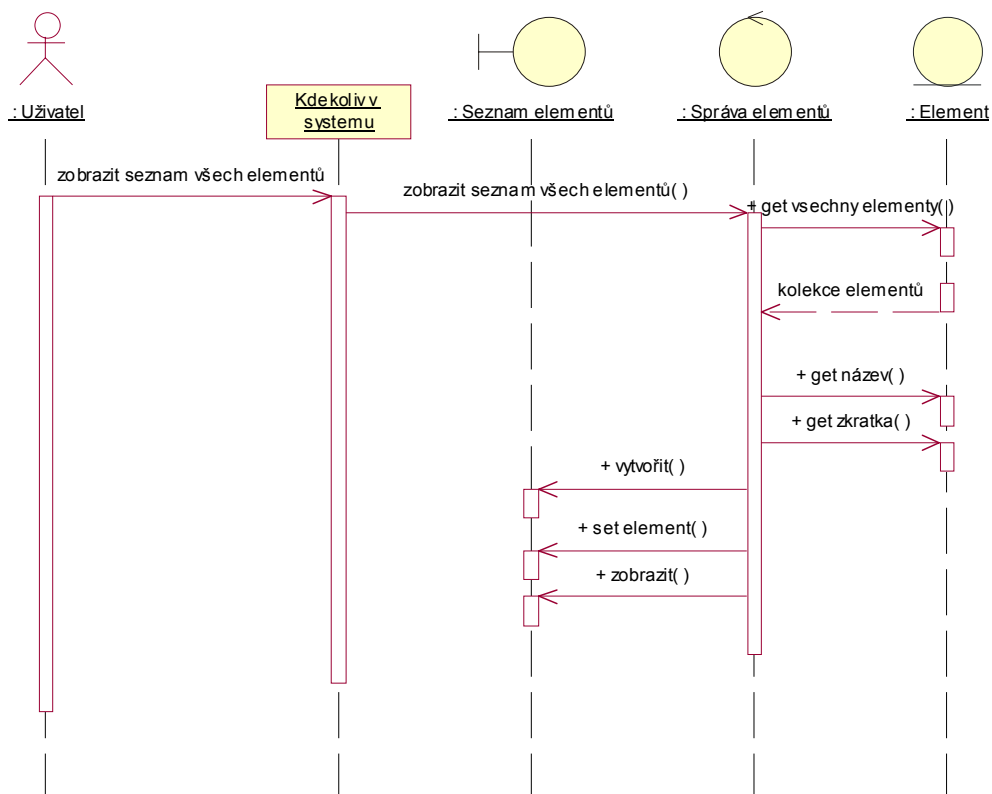 : Uživatel
Kdekoliv v
systemu
: Seznam elementů
: Správa elementů
: Element
zobrazit seznam všech elementů
zobrazit seznam všech elementů( )
+ get vsechny elementy( )
kolekce elementů
+ get název( )
+ get zkratka( )
+ vytvořit( )
+ set element( )
+ zobrazit( )